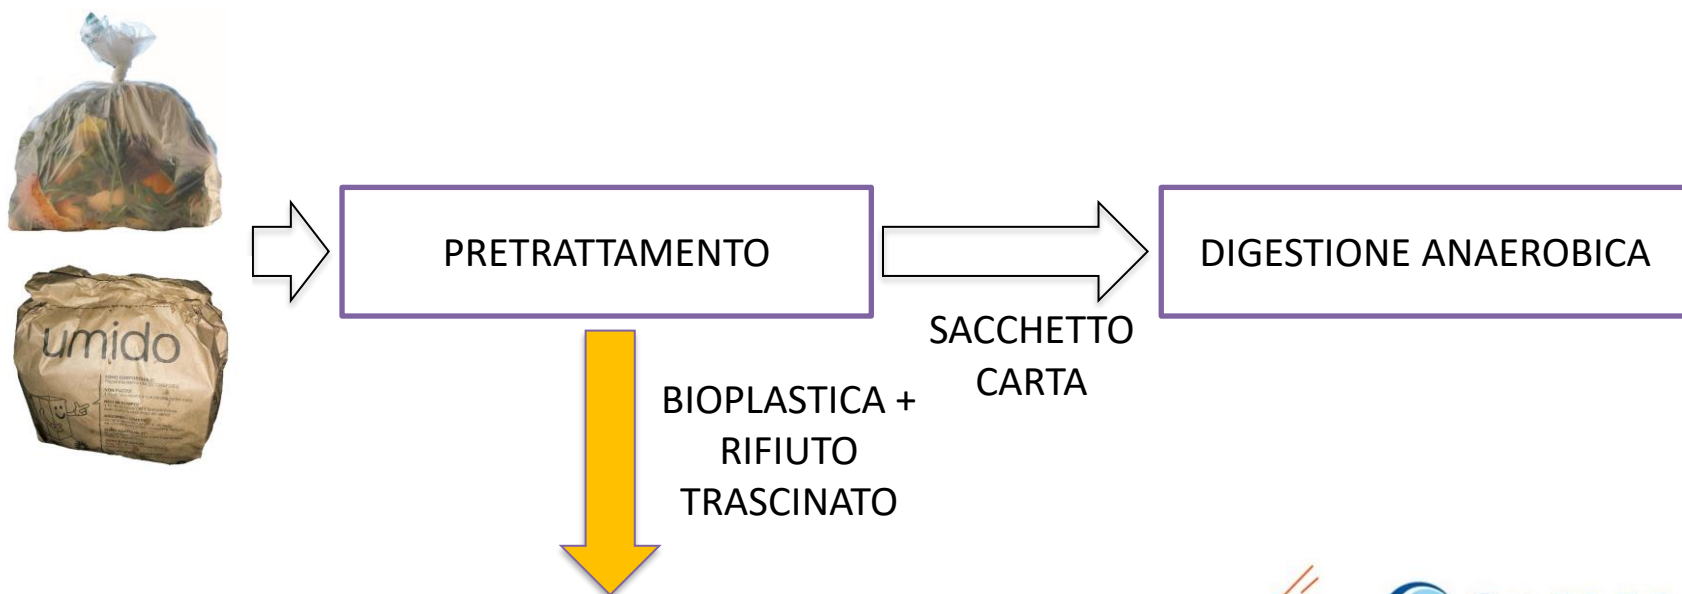 PRETRATTAMENTO
DIGESTIONE ANAEROBICA
umido
SACCHETTO
CARTA
BIOPLASTICA +
RIFIUTO
TRASCINATO